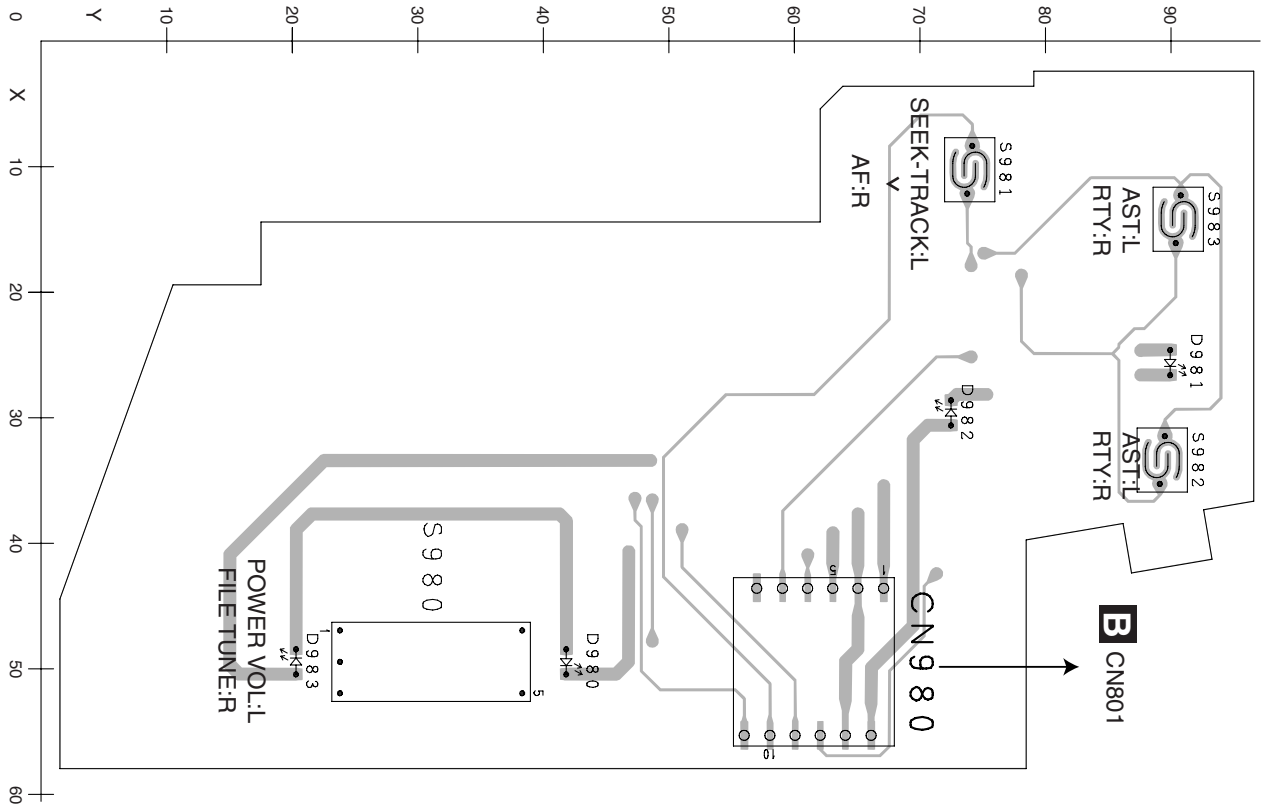 0
Y
10
20
30
40
50
60
70
80
90
X
10
20
30
40
50
60
SEEK-TRACK:L
AF:R
S981
AST:L
RTY:R
S983
D981
D982
AST:L
RTY:R
S982
S980
1
5
POWER VOL:L
FILE TUNE:R
D983
D980
CN980
1
5
10
B CN801